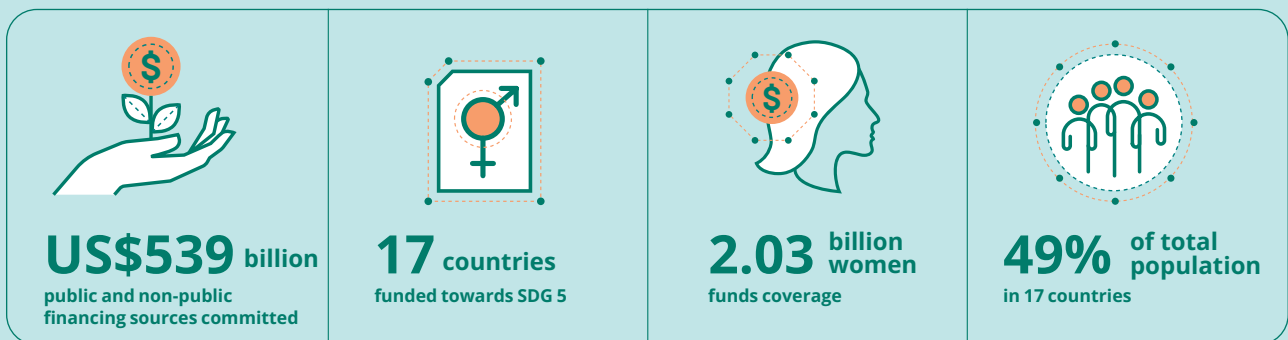 $
US$539 billion
public and non-public
financing sources committed
17 countries
funded towards SDG 5
$
2.03 billion
women
funds coverage
49% of total
population
in 17 countries